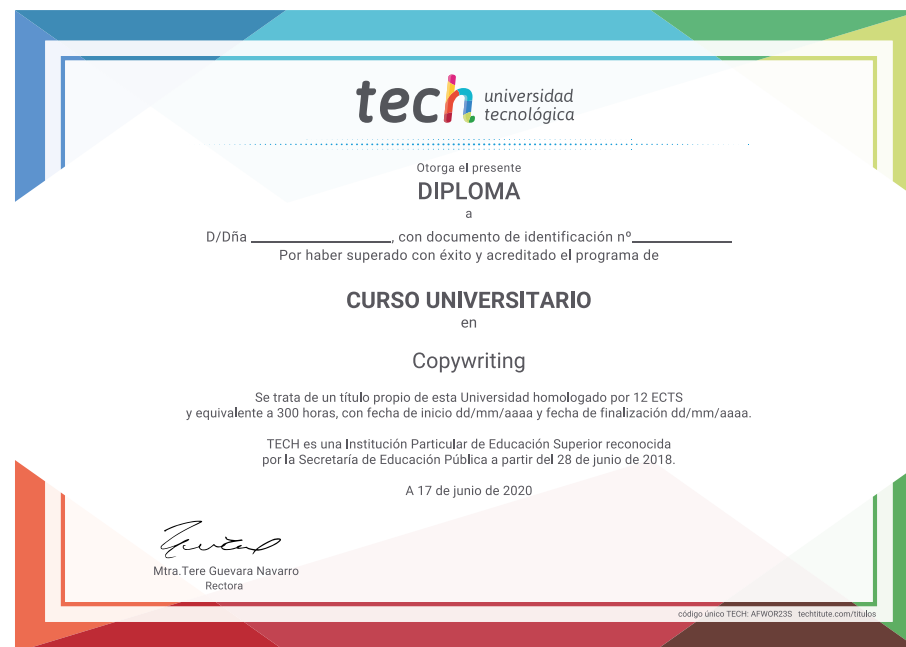 tech universidad
tecnológica
Otorga el presente
DIPLOMA
a
D/Dña ____________________, con documento de identificación nº______________
Por haber superado con éxito y acreditado el programa de
CURSO UNIVERSITARIO
en
Copywriting
Se trata de un título propio de esta Universidad homologado por 12 ECTS
y equivalente a 300 horas, con fecha de inicio dd/mm/aaaa y fecha de finalización dd/mm/aaaa.
TECH es una Institución Particular de Educación Superior reconocida
por la Secretaría de Educación Pública a partir del 28 de junio de 2018.
A 17 de junio de 2020
Mtra.Tere Guevara Navarro
Rectora
código único TECH: AFWOR23S techtitute.com/titulos